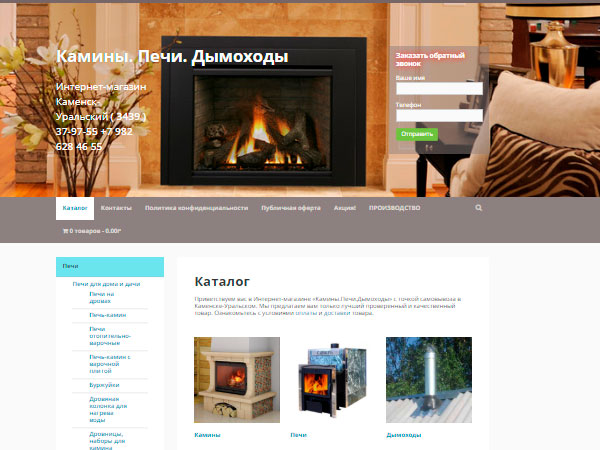 Камины. Печи. Дымоходы
Интернет-магазин
Каменск-
Уральский ( 3439 )
37-97-55 +7 982
628 46 55
Заказать обратный
звонок
Ваше имя
Телефон
Отправить
Каталог Контакты Политика конфиденциальности Публичная оферта Акция! ПРОИЗВОДСТВО
0 товаров - 0.00
Печи
Печи для дома и дачи
Печи на
дровах
Печь-камин
Печи
отопительно-
варочные
Печь-камин с
варочной
плитой
Буржуйки
Дровяная
колонка для
нагрева
воды
Дровницы,
наборы для
камина
Каталог
Приветствуем вас в Интернет-магазине «Камины.Печи.Дымоходы» с точкой самовывоза в
Каменске-Уральском. Мы предлагаем вам только лучший проверенный и качественный
товар. Ознакомьтесь с условиями оплаты и доставки товара.
Камины Печи Дымоходы